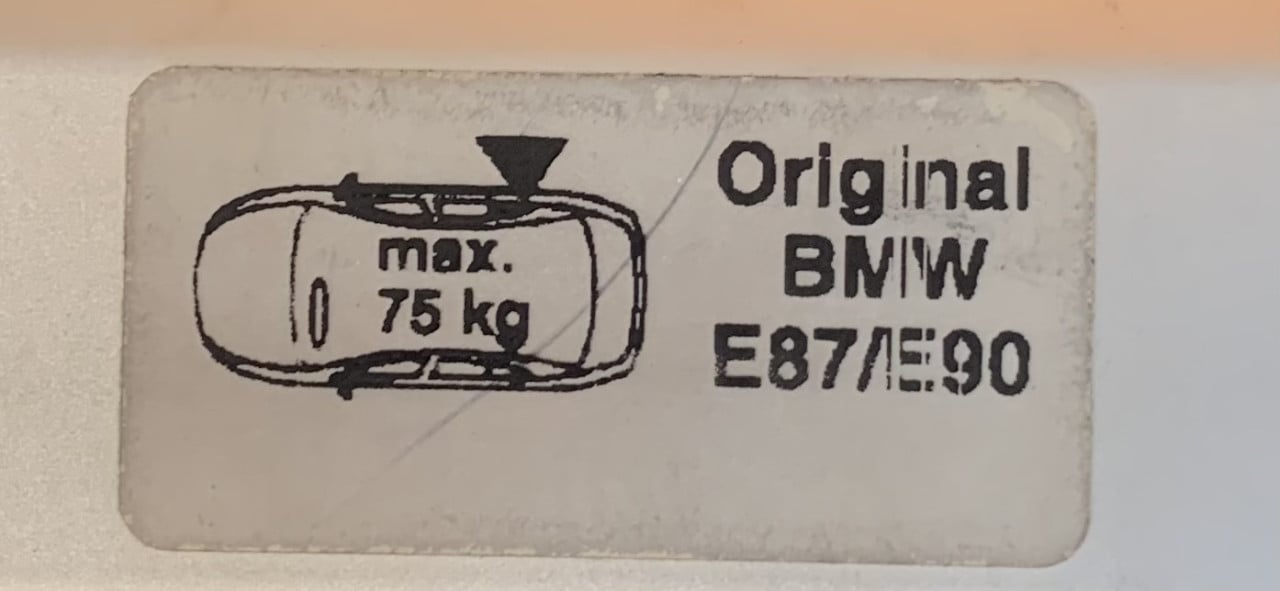 max.
75 kg
Original
BMW
E87/E90